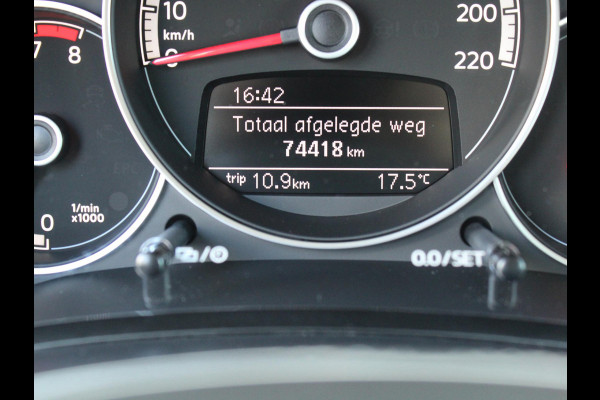 10
200
km/h
7
8
0
220
16:42
Totaal afgelegde weg
74418 km
trip 10.9km 17.5°C
0
1/min
x1000
0.0/SET